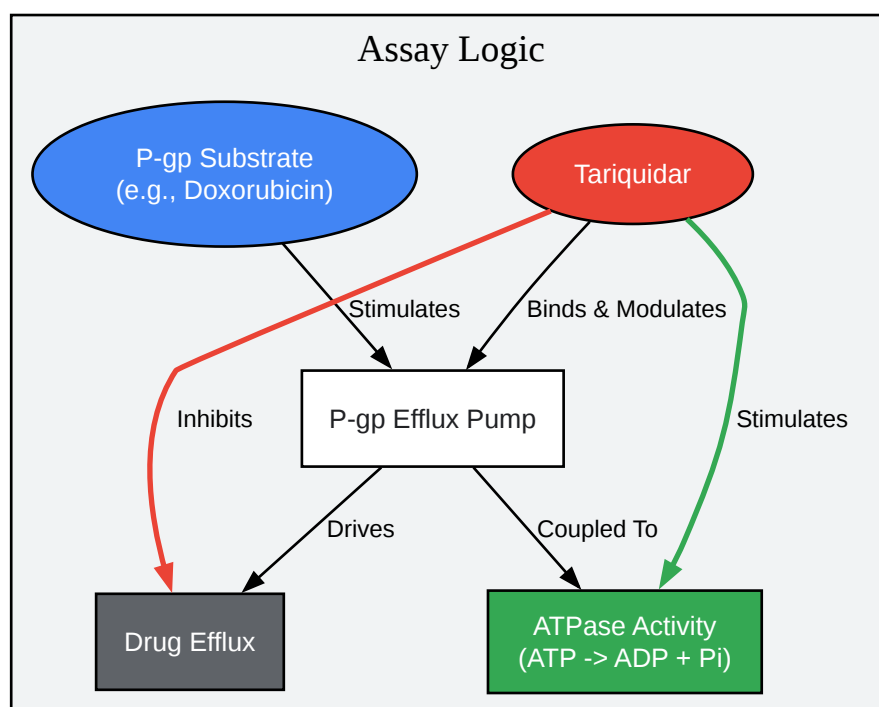 Assay Logic
P-gp Substrate
(e.g., Doxorubicin)
Tariquidar
Stimulates
Binds & Modulates
Inhibits
P-gp Efflux Pump
Stimulates
Drives
Coupled To
Drug Efflux
ATPase Activity
(ATP -> ADP + Pi)